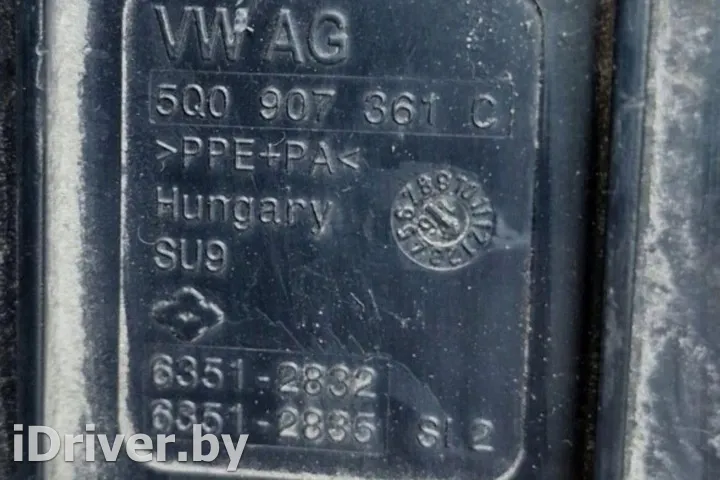 VW AG
5Q0 907 361 C
>PPE+PA<
Hungary
SU9
6351-2832
6351-2835
iDriver.by